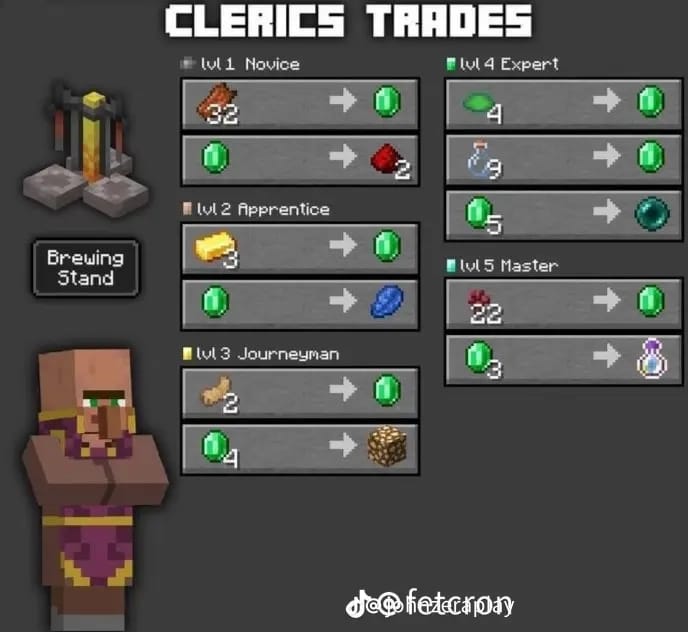 CLERICS TRADES
lvl 1 Novice
32
2
lvl 2 Apprentice
3
lvl 3 Journeyman
2
4
lvl 4 Expert
4
9
5
lvl 5 Master
22
3
Brewing
Stand
@fetcron